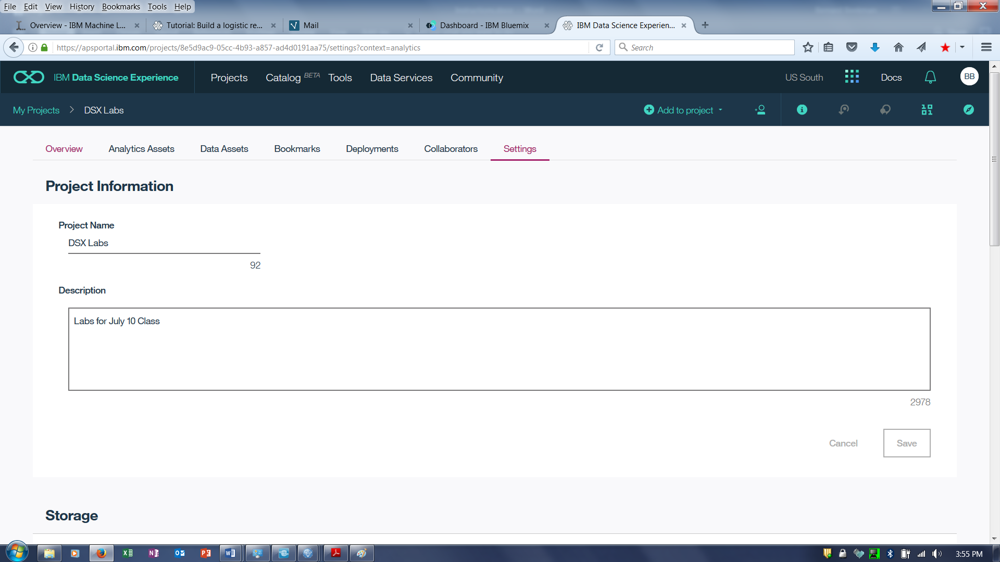 File Edit View History Bookmarks Tools Help
Overview - IBM Machine L... Tutorial: Build a logistic re... Mail Dashboard - IBM Bluemix IBM Data Science Experien...
https://apsportal.ibm.com/projects/8e5d9ac9-05cc-4b93-a857-ad4d0191aa75/settings?context=analytics Search
IBM Data Science Experience Projects Catalog BETA Tools Data Services Community US South Docs BB
My Projects > DSX Labs Add to project
Overview Analytics Assets Data Assets Bookmarks Deployments Collaborators Settings
Project Information
Project Name
DSX Labs
92
Description
Labs for July 10 Class
2978
Cancel Save
Storage
3:55 PM